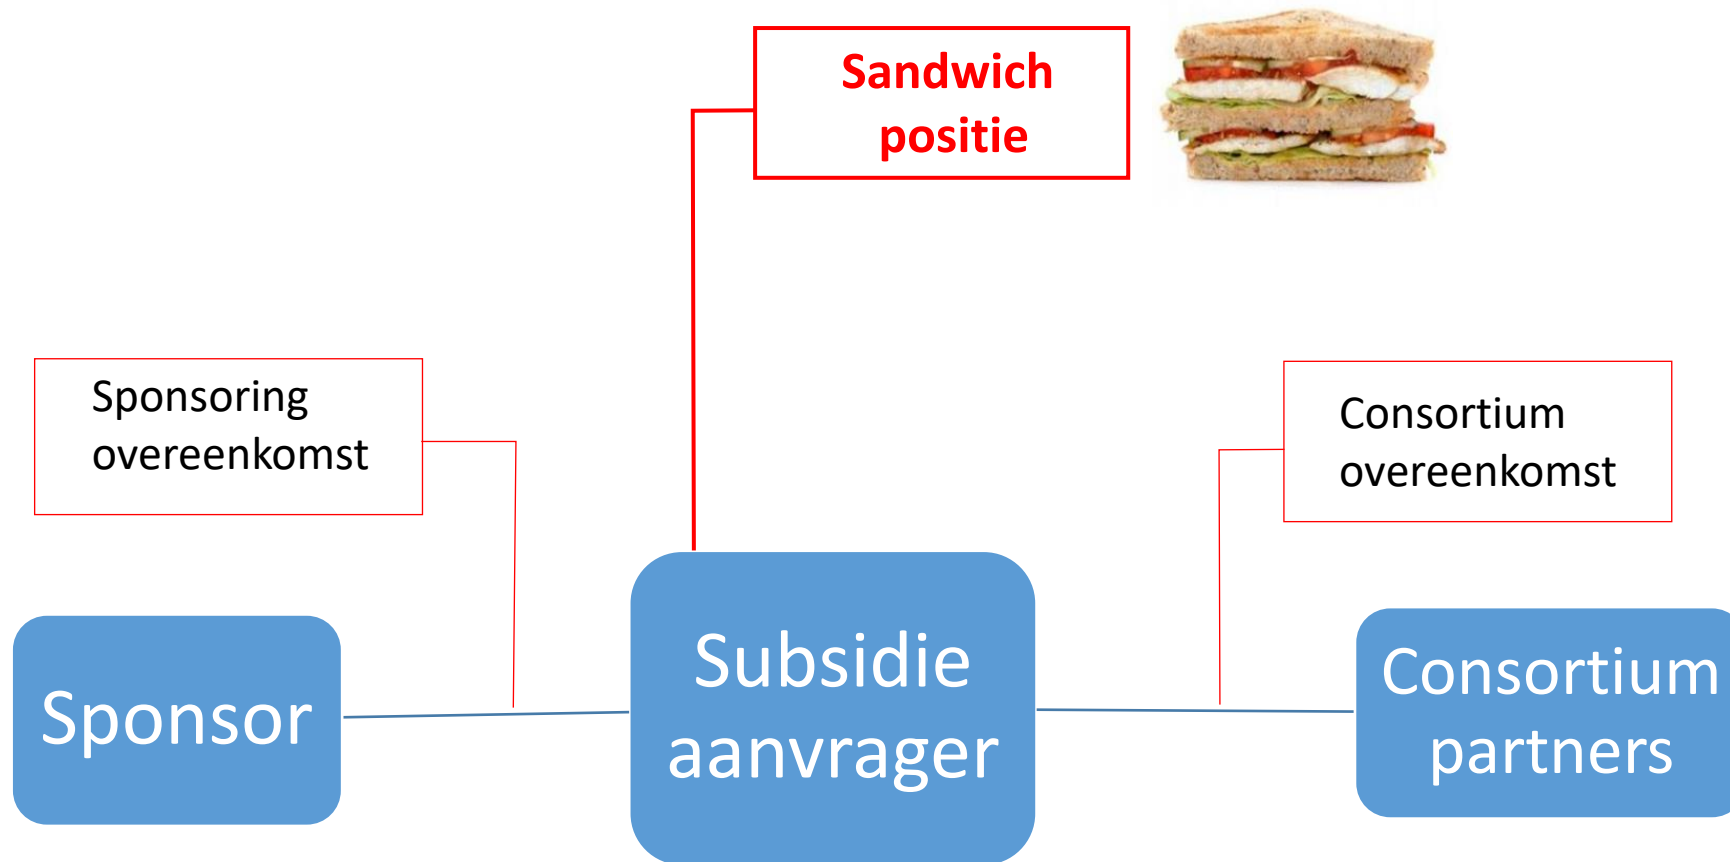 Sandwich
positie
Sponsoring
overeenkomst
Consortium
overeenkomst
Sponsor
Subsidie
aanvrager
Consortium
partners